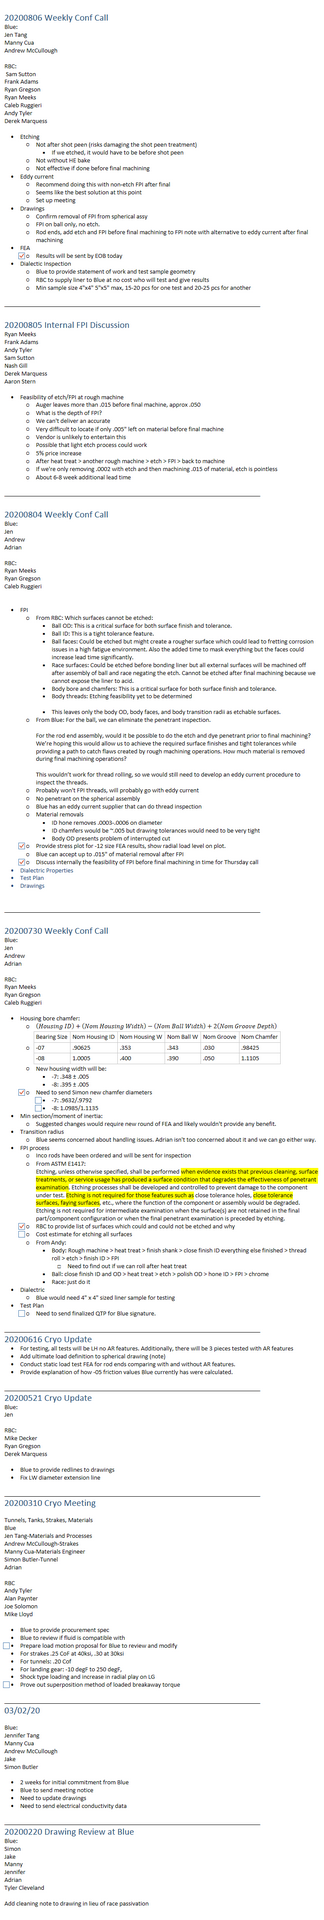 20200806 Weekly Conf Call
Blue:
Jen Tang
Manny Cua
Andrew McCullough
RBC:
Sam Sutton
Frank Adams
Ryan Gregson
Ryan Meeks
Caleb Ruggieri
Andy Tyler
Derek Marquess
• Etching
○ Not after shot peen (risks damaging the shot peen treatment)
▪ If we etched, it would have to be before shot peen
○ Not without HE bake
○ Not effective if done before final machining
• Eddy current
○ Recommend doing this with non-etch FPI after final
○ Seems like the best solution at this point
○ Set up meeting
• Drawings
○ Confirm removal of FPI from spherical assy
○ FPI on ball only, no etch.
○ Rod ends, add etch and FPI before final machining to FPI note with alternative to eddy current after final
machining
• FEA
○ Results will be sent by EOB today
• Dialectic Inspection
○ Blue to provide statement of work and test sample geometry
○ RBC to supply liner to Blue at no cost who will test and give results
○ Min sample size 4"x4" 5"x5" max, 15-20 pcs for one test and 20-25 pcs for another
20200805 Internal FPI Discussion
Ryan Meeks
Frank Adams
Andy Tyler
Sam Sutton
Nash Gill
Derek Marquess
Aaron Stern
• Feasibility of etch/FPI at rough machine
○ Auger leaves more than .015 before final machine, approx .050
○ What is the depth of FPI?
○ We can't deliver an accurate
○ Very difficult to locate if only .005" left on material before final machine
○ Vendor is unlikely to entertain this
○ Possible that light etch process could work
○ 5% price increase
○ After heat treat > another rough machine > etch > FPI > back to machine
○ If we're only removing .0002 with etch and then machining .015 of material, etch is pointless
○ About 6-8 week additional lead time
20200804 Weekly Conf Call
Blue:
Jen
Andrew
Adrian
RBC:
Ryan Meeks
Ryan Gregson
Caleb Ruggieri
• FPI
○ From RBC: Which surfaces cannot be etched:
▪ Ball OD: This is a critical surface for both surface finish and tolerance.
▪ Ball ID: This is a tight tolerance feature.
▪ Ball faces: Could be etched but might create a rougher surface which could lead to fretting corrosion
issues in a high fatigue environment. Also the added time to mask everything but the faces could
increase lead time significantly.
▪ Race surfaces: Could be etched before bonding liner but all external surfaces will be machined off
after assembly of ball and race negating the etch. Cannot be etched after final machined because we
cannot expose the liner to acid.
▪ Body bore and chamfers: This is a critical surface for both surface finish and tolerance.
▪ Body threads: Etching feasibility yet to be determined
▪ This leaves only the body OD, body faces, and body transition radii as etchable surfaces.
○ From Blue: For the ball, we can eliminate the penetrant inspection.
For the rod end assembly, would it be possible to do the etch and dye penetrant prior to final machining?
We're hoping this would allow us to achieve the required surface finishes and tight tolerances while
providing a path to catch flaws created by rough machining operations. How much material is removed
during final machining operations?
This wouldn't work for thread rolling, so we would still need to develop an eddy current procedure to
inspect the threads.
○ Probably won't FPI threads, will probably go with eddy current
○ No penetrant on the spherical assembly
○ Blue has an eddy current supplier that can do thread inspection
○ Material removals
▪ ID hone removes .0003-.0006 on diameter
▪ ID chamfers would be ~.005 but drawing tolerances would need to be very tight
▪ Body OD presents problem of interrupted cut
○ Provide stress plot for -12 size FEA results, show radial load level on plot.
○ Blue can accept up to .015" of material removal after FPI
○ Discuss internally the feasibility of FPI before final machining in time for Thursday call
• Dialectric Properties
• Test Plan
• Drawings
20200730 Weekly Conf Call
Blue:
Jen
Andrew
Adrian
RBC:
Ryan Meeks
Ryan Gregson
Caleb Ruggieri
• Housing bore chamfer:
○ (Housing ID) + (Nom Housing Width) − (Nom Ball Width) + 2(Nom Groove Depth)
Bearing Size Nom Housing ID Nom Housing W Nom Ball W Nom Groove Nom Chamfer
○ -07 .90625 .353 .343 .030 .98425
-08 1.0005 .400 .390 .050 1.1105
○ New housing width will be:
▪ -7: .348 ± .005
▪ -8: .395 ± .005
○ Need to send Simon new chamfer diameters
▪ -7: .9632/.9792
▪ -8: 1.0985/1.1135
• Min section/moment of inertia:
○ Suggested changes would require new round of FEA and likely wouldn't provide any benefit.
• Transition radius
○ Blue seems concerned about handling issues. Adrian isn't too concerned about it and we can go either way.
• FPI process
○ Inco rods have been ordered and will be sent for inspection
○ From ASTM E1417:
Etching, unless otherwise specified, shall be performed when evidence exists that previous cleaning, surface
treatments, or service usage have produced a surface condition that degrades the effectiveness of penetrant
examination. Etching processes shall be developed and controlled to prevent damage to the component
under test. Etching is not required for those features such as close tolerance holes, close tolerance
surfaces, faying surfaces, etc., where the function of the component or assembly would be degraded.
Etching is not required for intermediate examination when the surface(s) are not retained in the final
part/component configuration or when the final penetrant examination is preceded by etching.
○ RBC to provide list of surfaces which could and could not be etched and why
○ Cost estimate for etching all surfaces
○ From Andy:
▪ Body: Rough machine > heat treat > finish shank > close finish ID everything else finished > thread
roll > etch > finish ID > FPI
□ Need to find out if we can roll after heat treat
▪ Ball: close finish ID and OD > heat treat > etch > polish OD > hone ID > FPI > chrome
▪ Race: just do it
• Dialectric
○ Blue would need 4" x 4" sized liner sample for testing
• Test Plan
○ Need to send finalized QTP for Blue signature.
20200616 Cryo Update
• For testing, all tests will be LH no AR features. Additionally, there will be 3 pieces tested with AR features
• Add ultimate load definition to spherical drawing (note)
• Conduct static load test FEA for rod ends comparing with and without AR features.
• Provide explanation of how -05 friction values Blue currently has were calculated.
20200521 Cryo Update
Blue:
Jen
RBC:
Mike Decker
Ryan Gregson
Derek Marquess
• Blue to provide redlines to drawings
• Fix LW diameter extension line
20200310 Cryo Meeting
Tunnels, Tanks, Strakes, Materials
Blue
Jen Tang-Materials and Processes
Andrew McCullough-Strakes
Manny Cua-Materials Engineer
Simon Butler-Tunnel
Adrian
RBC
Andy Tyler
Alan Paynter
Joe Solomon
Mike Lloyd
• Blue to provide procurement spec
• Blue to review if fluid is compatible with
• Prepare load motion proposal for Blue to review and modify
• For strakes .25 CoF at 40ksi, .30 at 30ksi
• For tunnels: .20 Cof
• For landing gear: -10 degF to 250 degF,
• Shock type loading and increase in radial play on LG
• Prove out superposition method of loaded breakaway torque
03/02/20
Blue:
Jennifer Tang
Manny Cua
Andrew McCullough
Jake
Simon Butler
• 2 weeks for initial commitment from Blue
• Blue to send meeting notice
• Need to update drawings
• Need to send electrical conductivity data
20200220 Drawing Review at Blue
Blue:
Simon
Jake
Manny
Jennifer
Adrian
Tyler Cleveland
Add cleaning note to drawing in lieu of race passivation